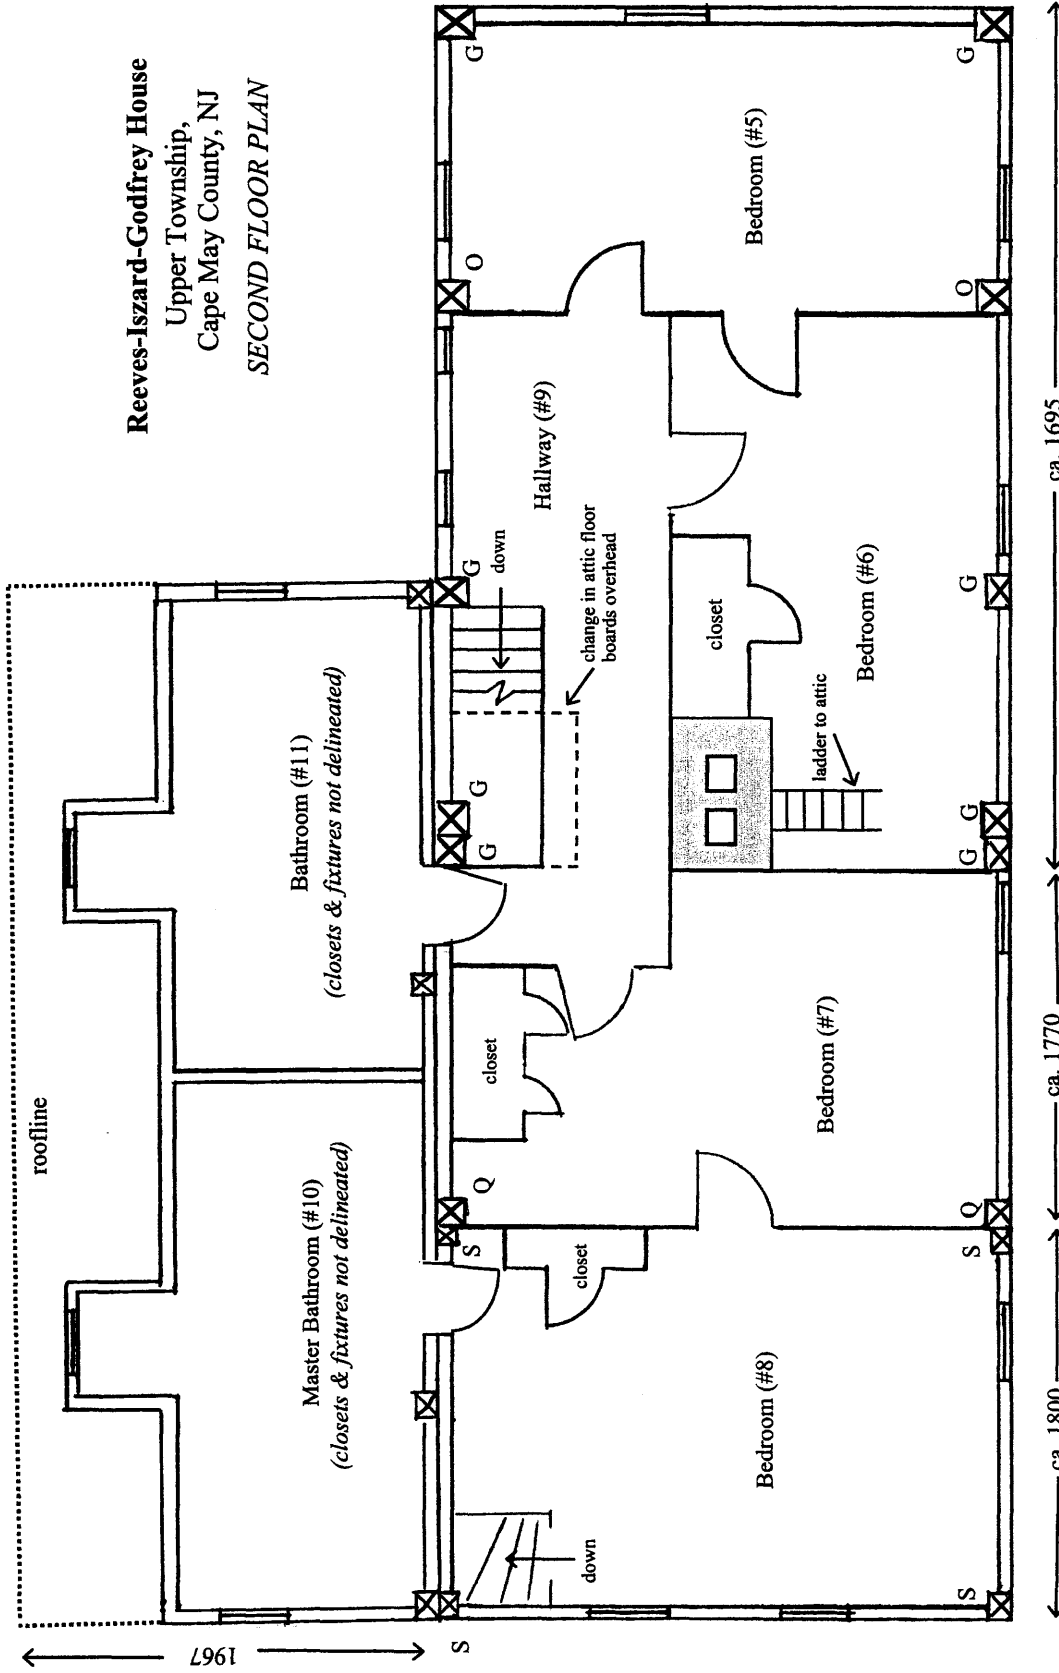 Reeves-Iszard-Godfrey House
Upper Township,
Cape May County, NJ
SECOND FLOOR PLAN
roofline
1967
Master Bathroom (#10)
(closets & fixtures not delineated)
Bathroom (#11)
(closets & fixtures not delineated)
S
S
Q
G
G
G
O
G
down
closet
closet
down
change in attic floor
boards overhead
Hallway (#9)
closet
Bedroom (#8)
Bedroom (#7)
ladder to attic
Bedroom (#6)
Bedroom (#5)
S
S
Q
G
G
G
O
G
ca. 1800
ca. 1770
ca. 1695